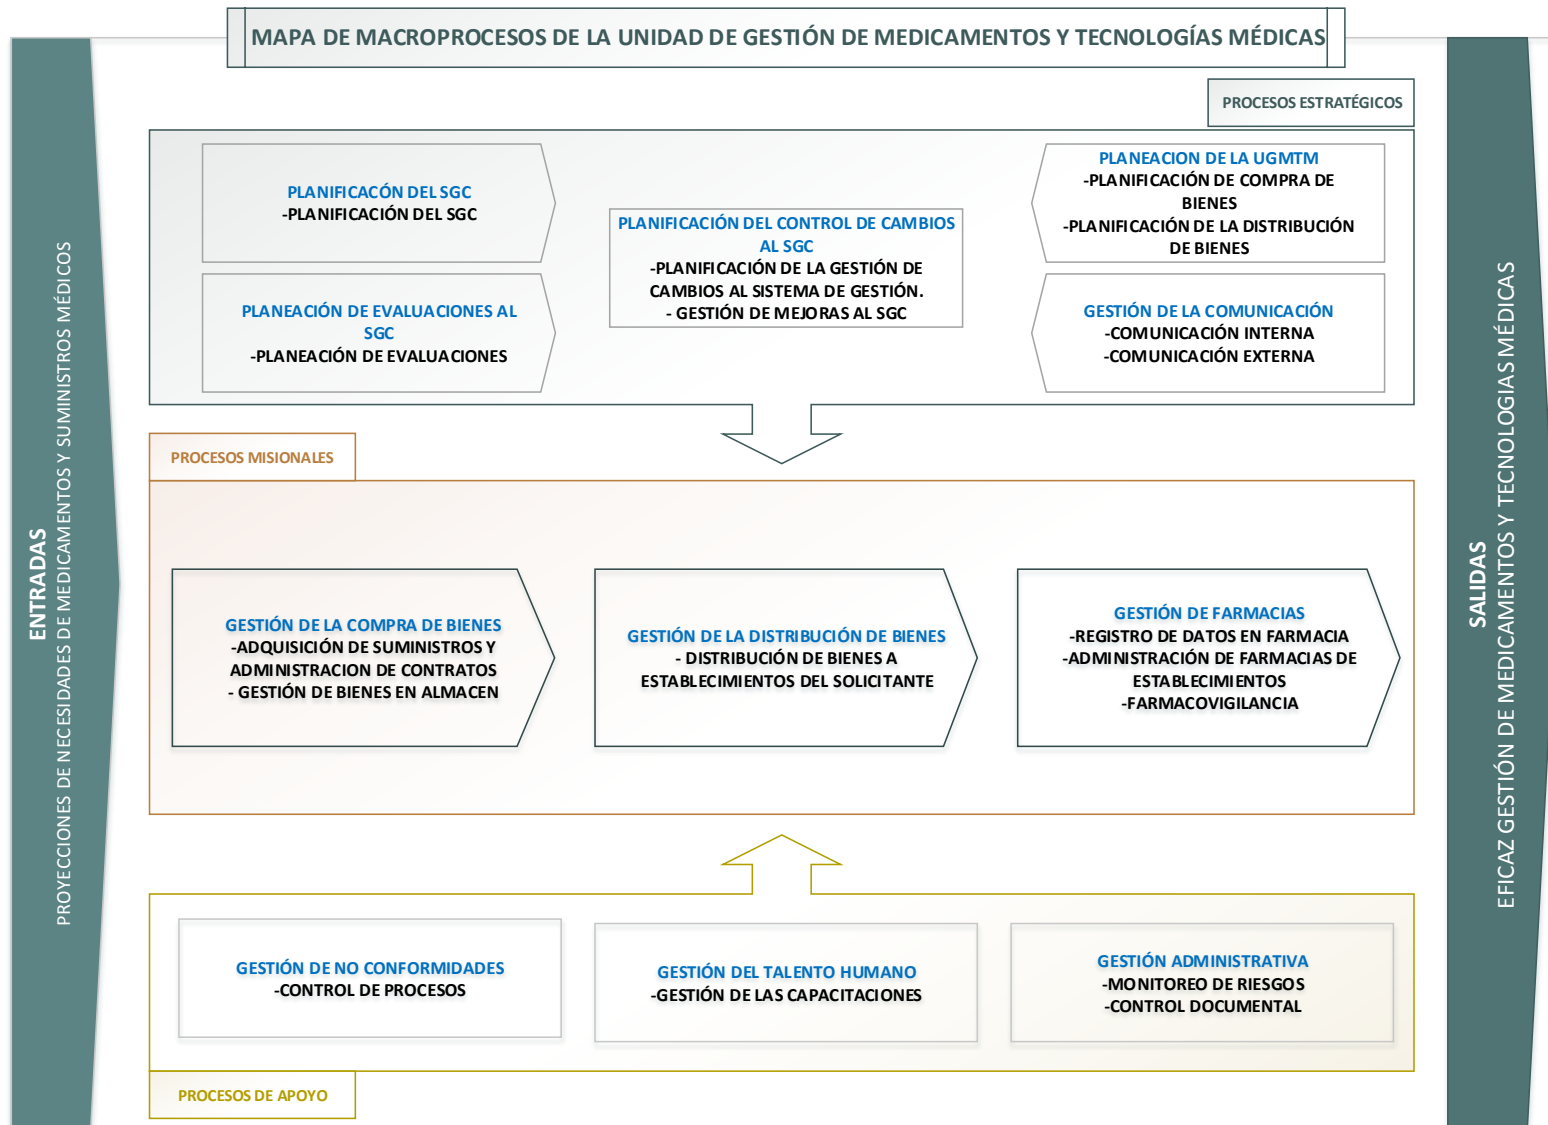 MAPA DE MACROPROCESOS DE LA UNIDAD DE GESTIÓN DE MEDICAMENTOS Y TECNOLOGÍAS MÉDICAS
ENTRADAS
PROYECCIONES DE NECESIDADES DE MEDICAMENTOS Y SUMINISTROS MÉDICOS
PROCESOS ESTRATÉGICOS
PLANIFICACÓN DEL SGC
-PLANIFICACIÓN DEL SGC
PLANEACIÓN DE EVALUACIONES AL
SGC
-PLANEACIÓN DE EVALUACIONES
PLANIFICACIÓN DEL CONTROL DE CAMBIOS
AL SGC
-PLANIFICACIÓN DE LA GESTIÓN DE
CAMBIOS AL SISTEMA DE GESTIÓN.
- GESTIÓN DE MEJORAS AL SGC
PLANEACION DE LA UGMTM
-PLANIFICACIÓN DE COMPRA DE
BIENES
-PLANIFICACIÓN DE LA DISTRIBUCIÓN
DE BIENES
GESTIÓN DE LA COMUNICACIÓN
-COMUNICACIÓN INTERNA
-COMUNICACIÓN EXTERNA
PROCESOS MISIONALES
GESTIÓN DE LA COMPRA DE BIENES
-ADQUISICIÓN DE SUMINISTROS Y
ADMINISTRACION DE CONTRATOS
- GESTIÓN DE BIENES EN ALMACEN
GESTIÓN DE LA DISTRIBUCIÓN DE BIENES
- DISTRIBUCIÓN DE BIENES A
ESTABLECIMIENTOS DEL SOLICITANTE
GESTIÓN DE FARMACIAS
-REGISTRO DE DATOS EN FARMACIA
-ADMINISTRACIÓN DE FARMACIAS DE
ESTABLECIMIENTOS
-FARMACOVIGILANCIA
GESTIÓN DE NO CONFORMIDADES
-CONTROL DE PROCESOS
GESTIÓN DEL TALENTO HUMANO
-GESTIÓN DE LAS CAPACITACIONES
GESTIÓN ADMINISTRATIVA
-MONITOREO DE RIESGOS
-CONTROL DOCUMENTAL
PROCESOS DE APOYO
SALIDAS
EFICAZ GESTIÓN DE MEDICAMENTOS Y TECNOLOGIAS MÉDICAS